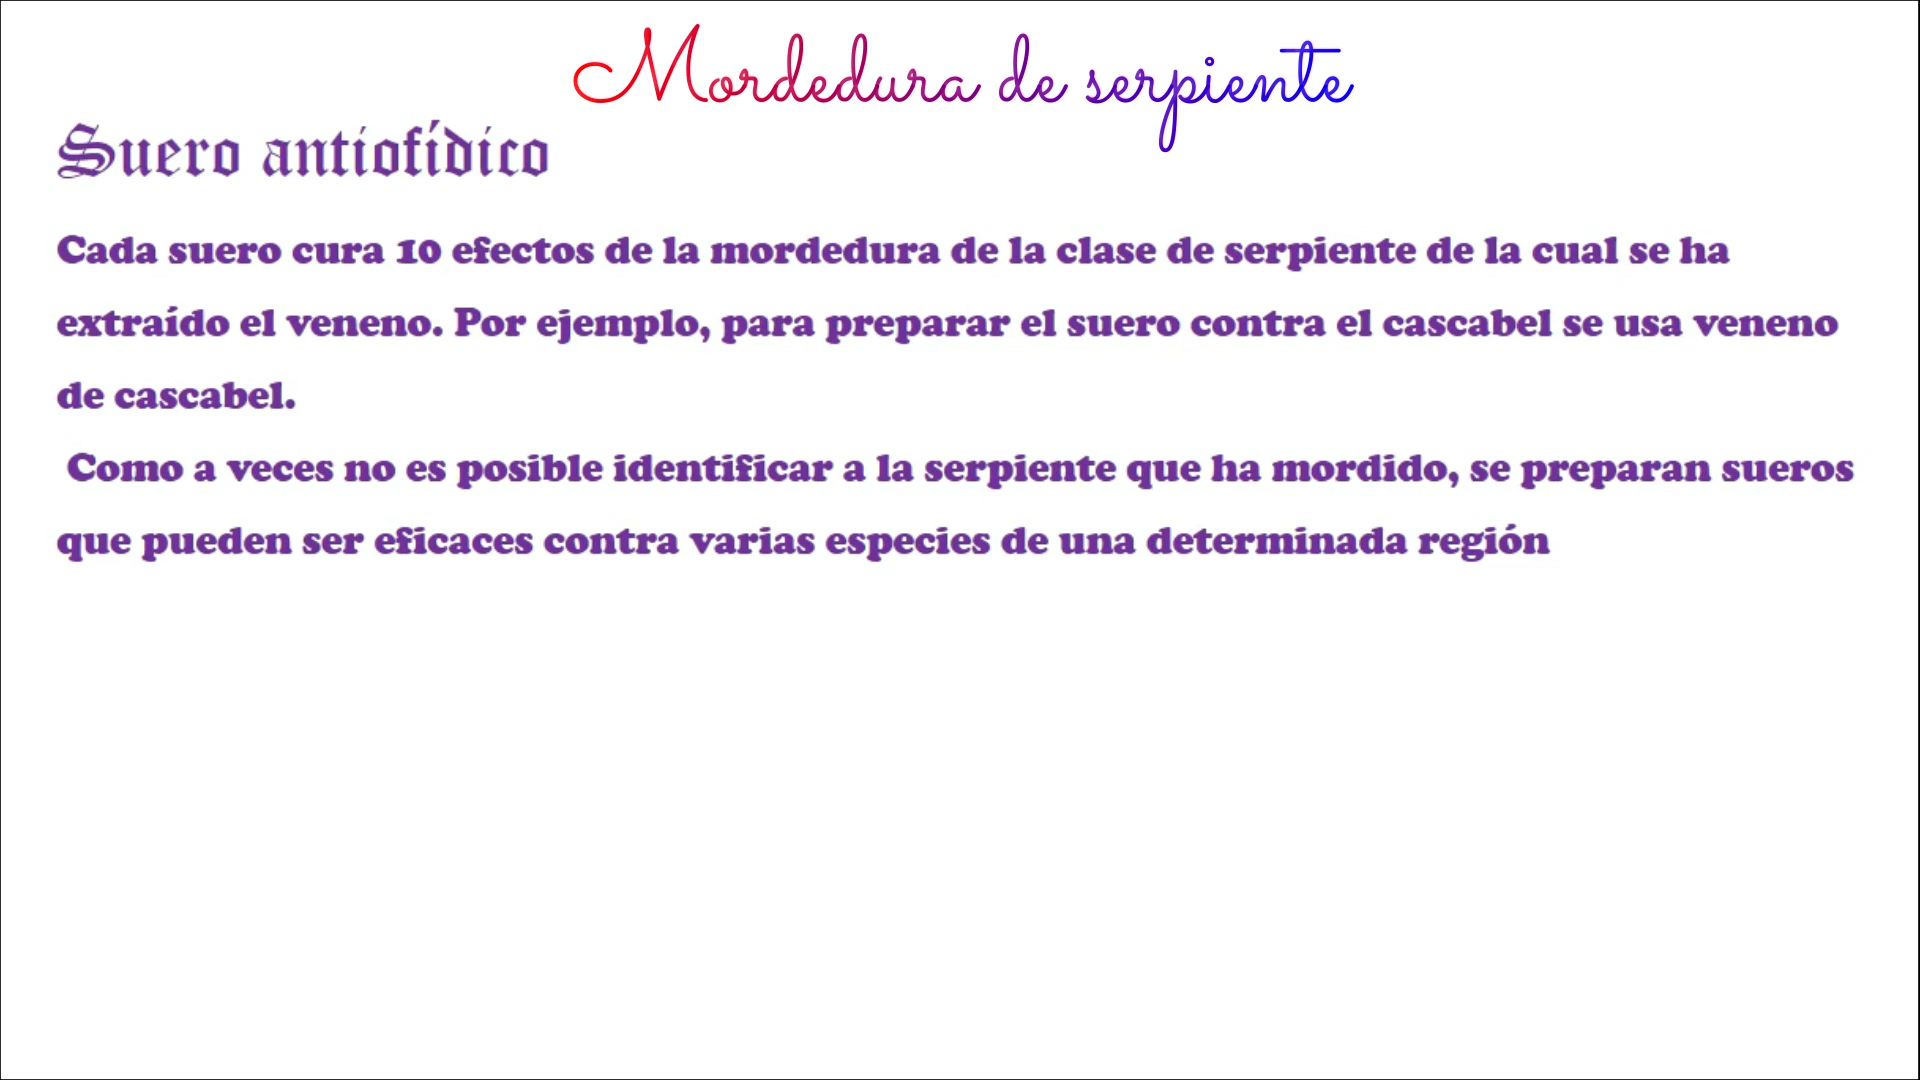 Mordedura de serpiente
Suero antiofídico
Cada suero cura 10 efectos de la mordedura de la clase de serpiente de la cual se ha
extraído el veneno. Por ejemplo, para preparar el suero contra el cascabel se usa veneno
de cascabel.
Como a veces no es posible identificar a la serpiente que ha mordido, se preparan sueros
que pueden ser eficaces contra varias especies de una determinada región